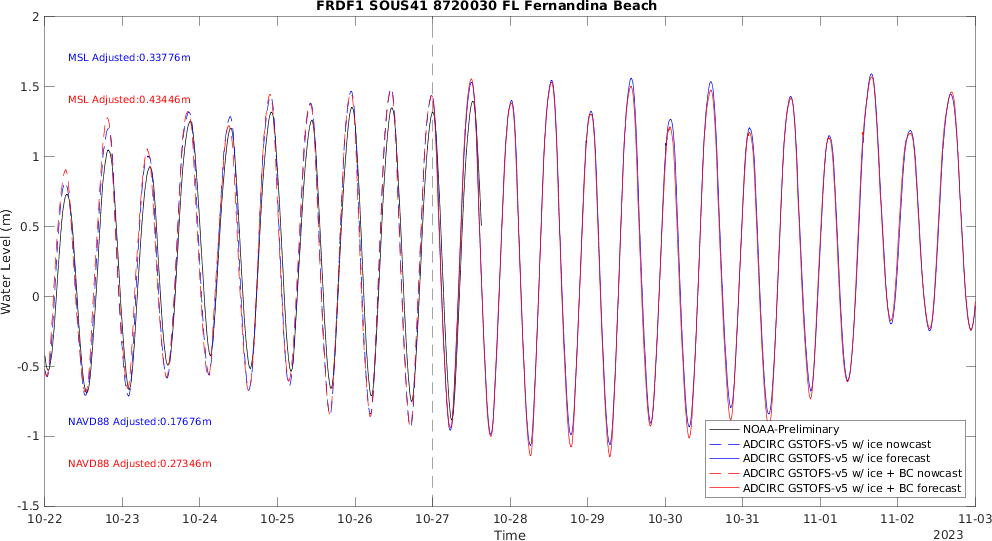 FRDF1 SOUS41 8720030 FL Fernandina Beach
MSL Adjusted:0.33776m
MSL Adjusted:0.43446m
NAVD88 Adjusted:0.17676m
NAVD88 Adjusted:0.27346m
Water Level (m)
2
1.5
1
0.5
0
-0.5
-1
-1.5
NOAA-Preliminary
ADCIRC GSTOFS-v5 w/ ice nowcast
ADCIRC GSTOFS-v5 w/ ice forecast
ADCIRC GSTOFS-v5 w/ ice + BC nowcast
ADCIRC GSTOFS-v5 w/ ice + BC forecast
10-22 10-23 10-24 10-25 10-26 10-27 10-28 10-29 10-30 10-31 11-01 11-02 11-03
Time
2023